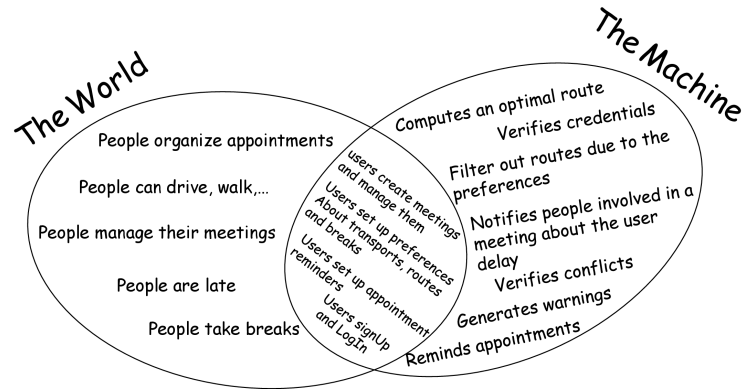 The World
The Machine
People organize appointments
People can drive, walk,...
People manage their meetings
People are late
People take breaks
users create meetings
and manage them
Users set up preferences
About transports, routes
and breaks
Users set up appointment
reminders
Users signUp
and LogIn
Computes an optimal route
Verifies credentials
Filter out routes due to the
preferences
Notifies people involved in a
meeting about the user
delay
Verifies conflicts
Generates warnings
Reminds appointments